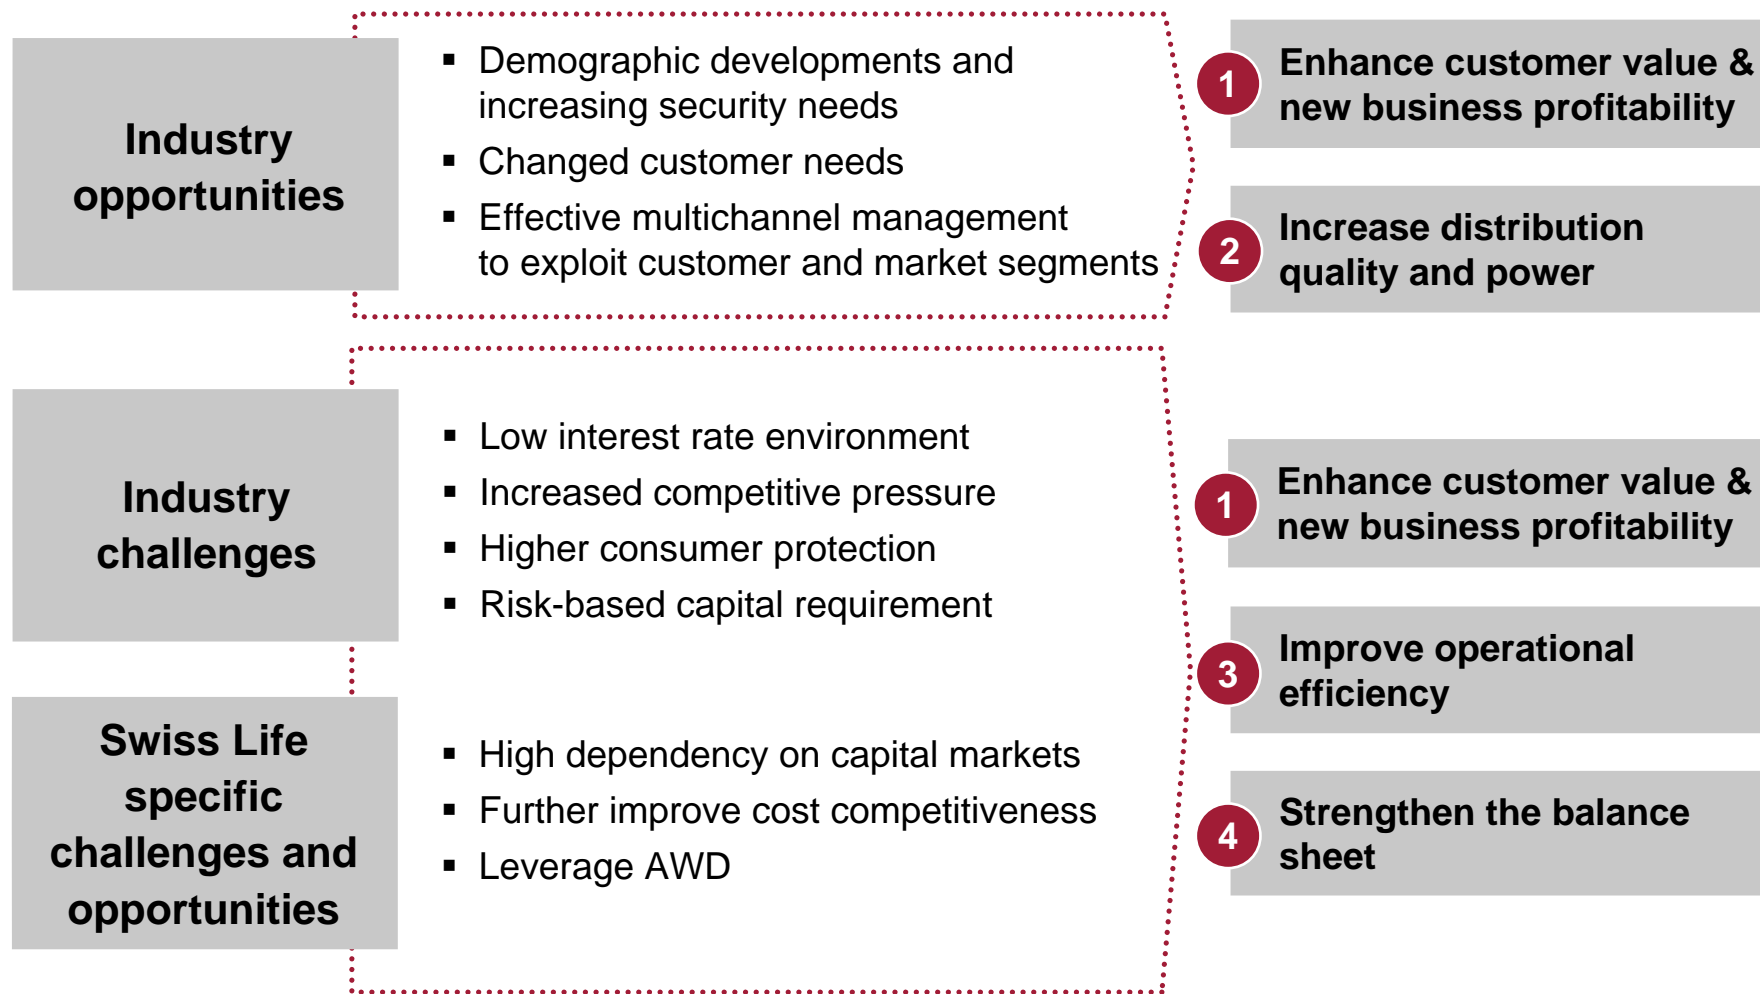 Industry
opportunities
▪ Demographic developments and
increasing security needs
▪ Changed customer needs
▪ Effective multichannel management
to exploit customer and market segments
1
Enhance customer value &
new business profitability
2
Increase distribution
quality and power
Industry
challenges
▪ Low interest rate environment
▪ Increased competitive pressure
▪ Higher consumer protection
▪ Risk-based capital requirement
Swiss Life
specific
challenges and
opportunities
▪ High dependency on capital markets
▪ Further improve cost competitiveness
▪ Leverage AWD
1
Enhance customer value &
new business profitability
3
Improve operational
efficiency
4
Strengthen the balance
sheet